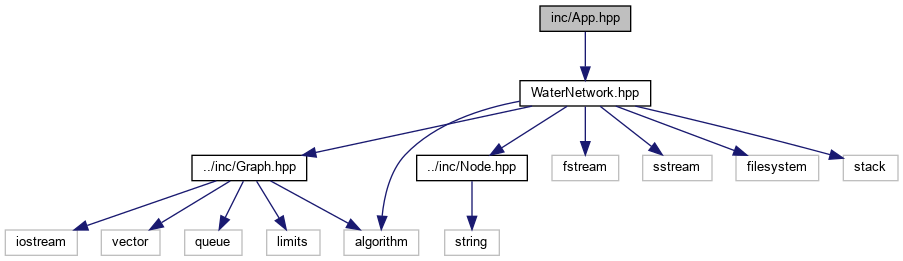 inc/App.hpp
WaterNetwork.hpp
../inc/Graph.hpp
../inc/Node.hpp
fstream
sstream
filesystem
stack
iostream
vector
queue
limits
algorithm
string